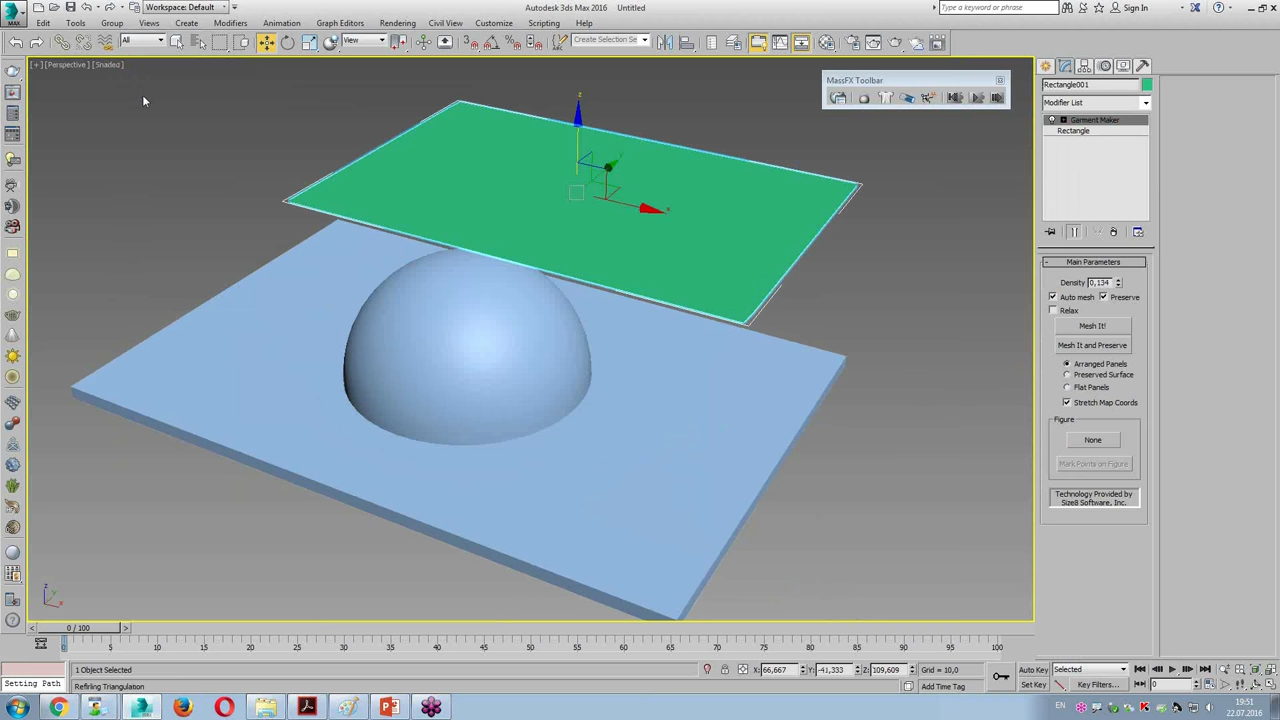 Workspace: Default
Autodesk 3ds Max 2016    Untitled
Type a keyword or phrase
Sign In
MAX
Edit Tools Group Views Create Modifiers Animation Graph Editors Rendering Civil View Customize Scripting Help
All
View
Create Selection Se
[+] [Perspective] [Shaded]
MassFX Toolbar
z
y
x
Rectangle001
Modifier List
Garment Maker
Rectangle
- Main Parameters
Density 0,134
Auto mesh Preserve
Relax
Mesh It!
Mesh It and Preserve
Arranged Panels
Preserved Surface
Flat Panels
Stretch Map Coords
Figure
None
Mark Points on Figure
Technology Provided by
Size8 Software, Inc.
0 / 100
0 5 10 15 20 25 30 35 40 45 50 55 60 65 70 75 80 85 90 95 100
1 Object Selected
X: 66,667 Y: -41,333 Z: 109,609 Grid = 10,0
Auto Key Selected
Setting Path
Refiring Triangulation
Add Time Tag
Set Key Key Filters... 0
EN
19:51
22.07.2016